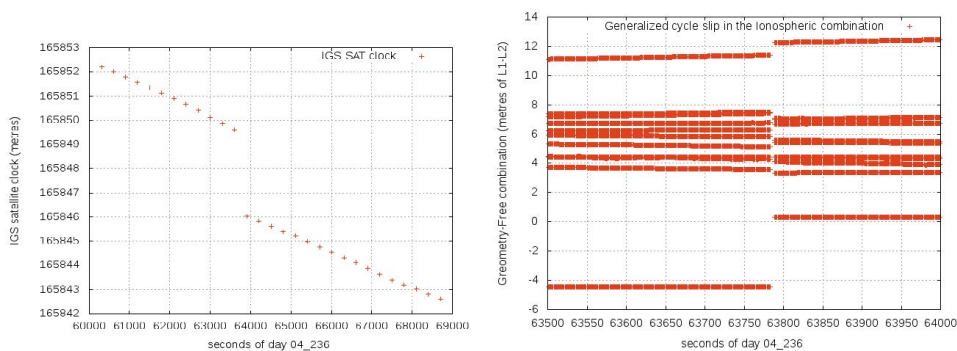 IGS SAT clock
IGS satellite clock (metres)
165853
165852
165851
165850
165849
165848
165847
165846
165845
165844
165843
165842
60000 61000 62000 63000 64000 65000 66000 67000 68000 69000
seconds of day 04_236
Generalized cycle slip in the Ionospheric combination
Greometry-Free combination (metres of L1-L2)
14
12
10
8
6
4
2
0
-2
-4
-6
63500 63550 63600 63650 63700 63750 63800 63850 63900 63950 64000
seconds of day 04_236